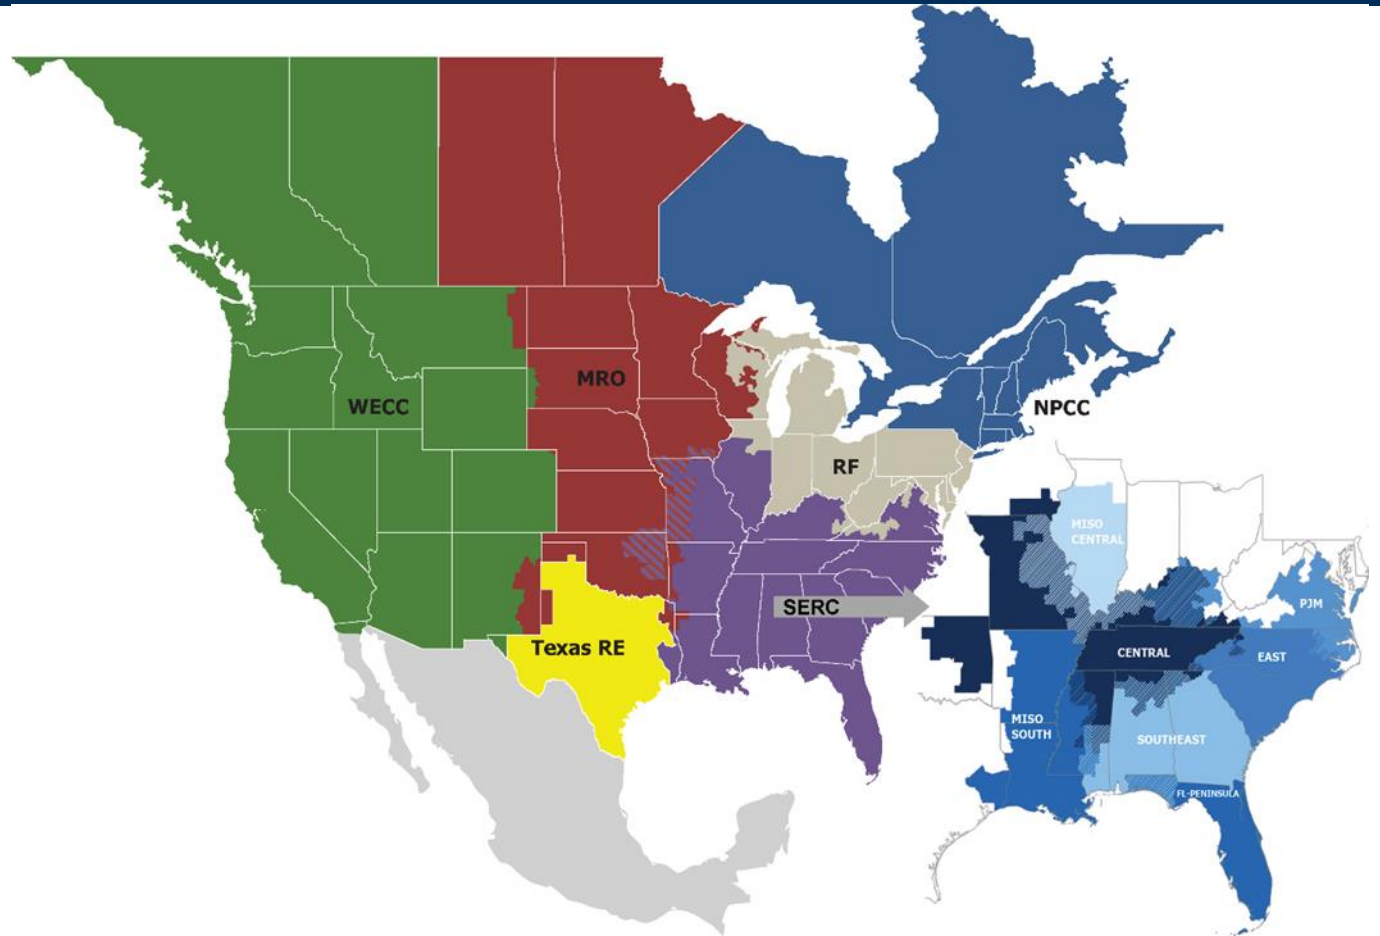 MRO
WECC
NPCC
RF
SERC
Texas RE
MISO
CENTRAL
PJM
CENTRAL
EAST
MISO
SOUTH
SOUTHEAST
FL-PENINSULA